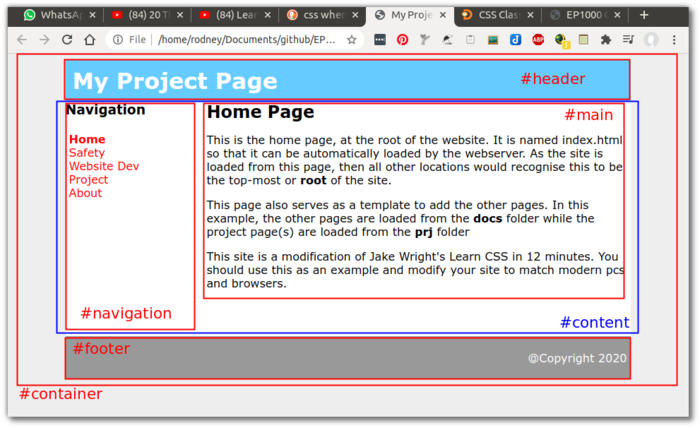 WhatsAp
(84) 20 Th
(84) Learn
css when
My Projec
CSS Class
EP1000 C
File /home/rodney/Documents/github/EP...
ABP
My Project Page
#header
Navigation
Home
Safety
Website Dev
Project
About
#navigation
Home Page
#main
This is the home page, at the root of the website. It is named index.html
so that it can be automatically loaded by the webserver. As the site is
loaded from this page, then all other locations would recognise this to be
the top-most or root of the site.
This page also serves as a template to add the other pages. In this
example, the other pages are loaded from the docs folder while the
project page(s) are loaded from the prj folder
This site is a modification of Jake Wright's Learn CSS in 12 minutes. You
should use this as an example and modify your site to match modern pcs
and browsers.
#content
#footer
@Copyright 2020
#container